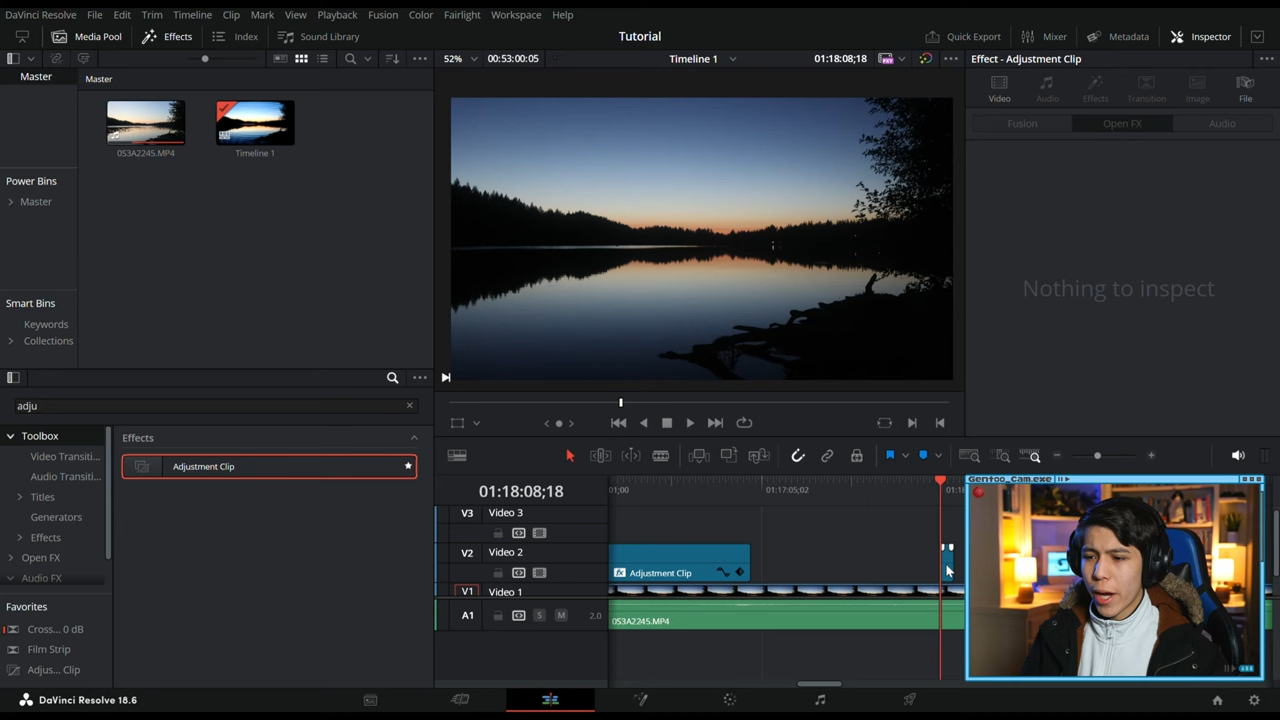 DaVinci Resolve File Edit Trim Timeline Clip Mark View Playback Fusion Color Fairlight Workspace Help
Media Pool Effects Index Sound Library Tutorial Quick Export Mixer Metadata Inspector
52% 00:53:00:05 Timeline 1 01:18:08;18 Effect - Adjustment Clip
Master Master
Video Audio Effects Transition Image File
Fusion Open FX Audio
0S3A2245.MP4 Timeline 1
Power Bins
Master
Nothing to inspect
Smart Bins
Keywords
Collections
adju
Toolbox Effects
Video Transiti...
Adjustment Clip
Audio Transiti...
Titles
Generators
Effects
Open FX
Audio FX
Favorites
Cross... 0 dB
Film Strip
Adjus... Clip
01:18:08;18
01;00 01:17:05;02 01:18
Gentoo_Cam.exe
V3 Video 3
V2 Video 2
Adjustment Clip
V1 Video 1
A1 S M 2.0
0S3A2245.MP4
DaVinci Resolve 18.6